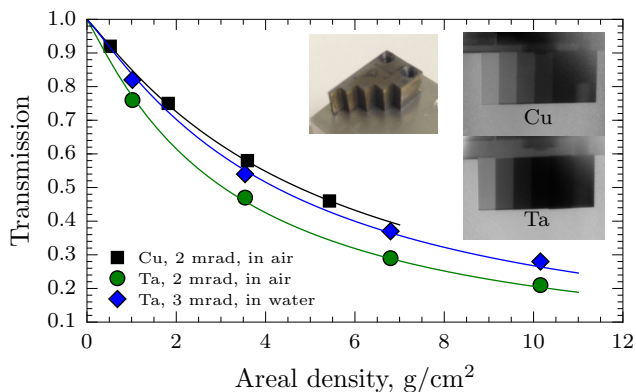 1.0
0.9
0.8
0.7
0.6
0.5
0.4
0.3
0.2
0.1
Transmission
Cu
Ta
Cu, 2 mrad, in air
Ta, 2 mrad, in air
Ta, 3 mrad, in water
0 2 4 6 8 10 12
Areal density, g/cm²